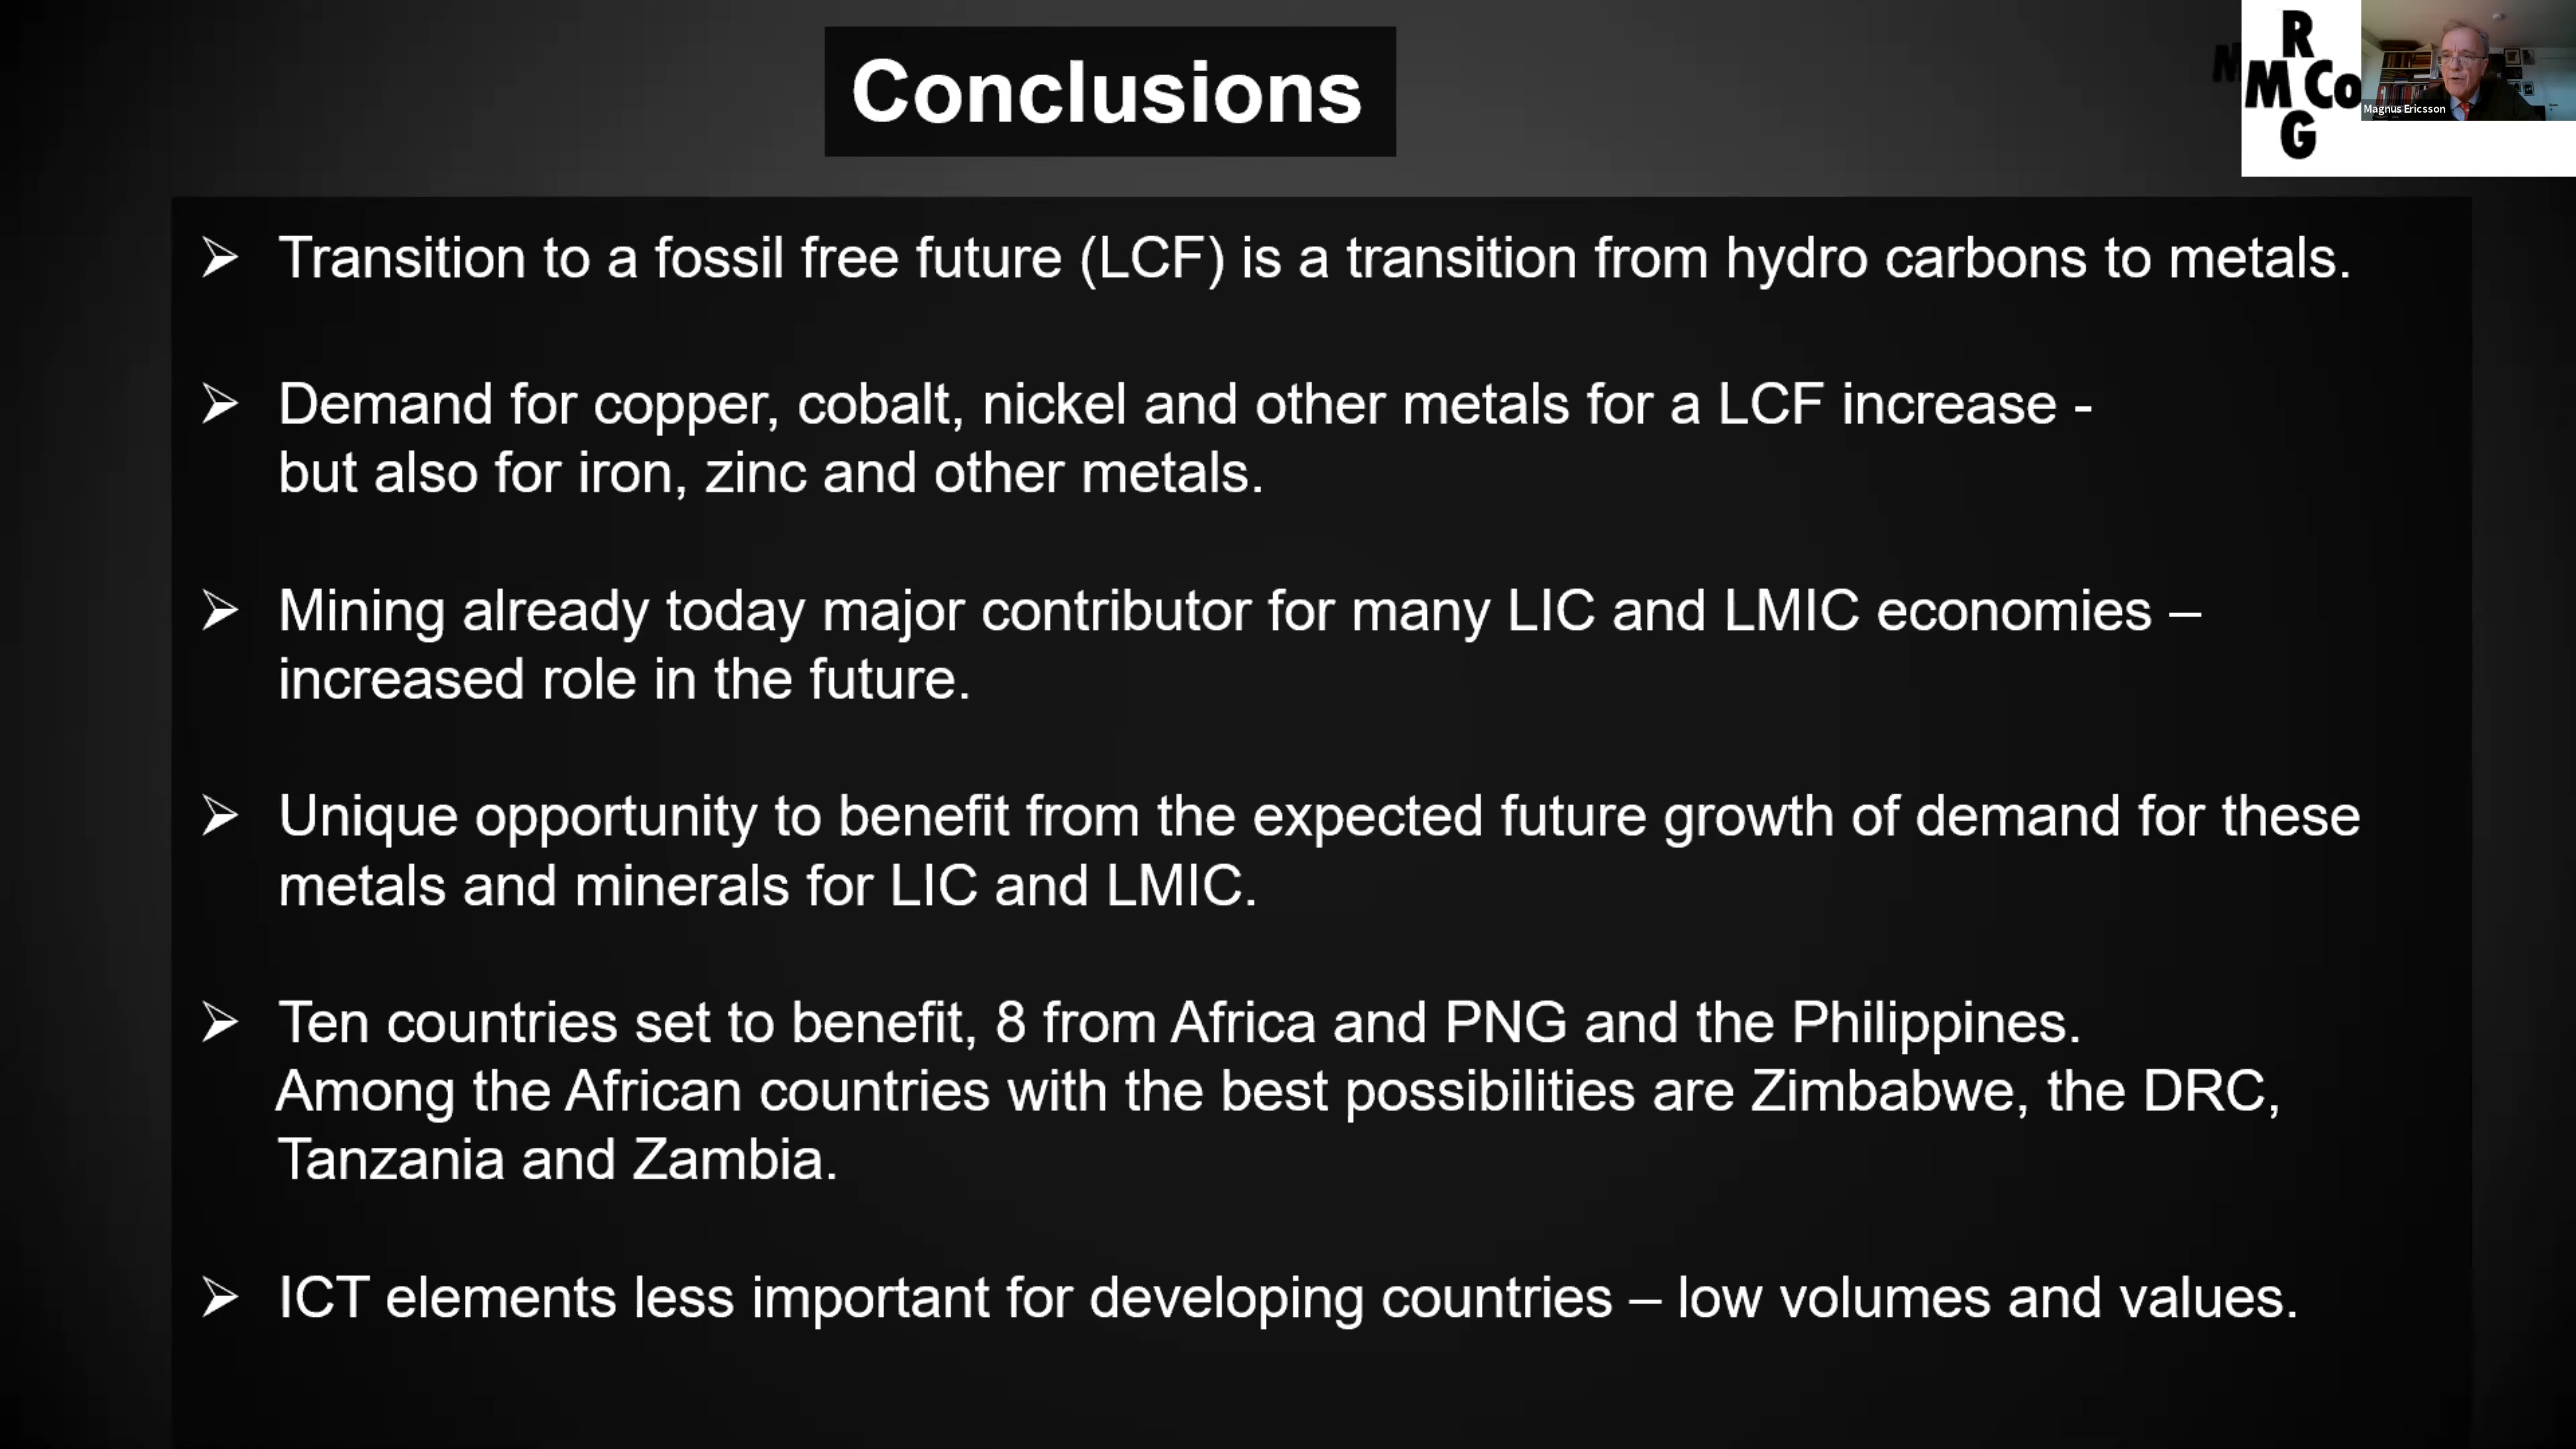 Conclusions
R
M Co
G
Magnus Ericsson
➢ Transition to a fossil free future (LCF) is a transition from hydro carbons to metals.
➢ Demand for copper, cobalt, nickel and other metals for a LCF increase -
but also for iron, zinc and other metals.
➢ Mining already today major contributor for many LIC and LMIC economies –
increased role in the future.
➢ Unique opportunity to benefit from the expected future growth of demand for these
metals and minerals for LIC and LMIC.
➢ Ten countries set to benefit, 8 from Africa and PNG and the Philippines.
Among the African countries with the best possibilities are Zimbabwe, the DRC,
Tanzania and Zambia.
➢ ICT elements less important for developing countries – low volumes and values.